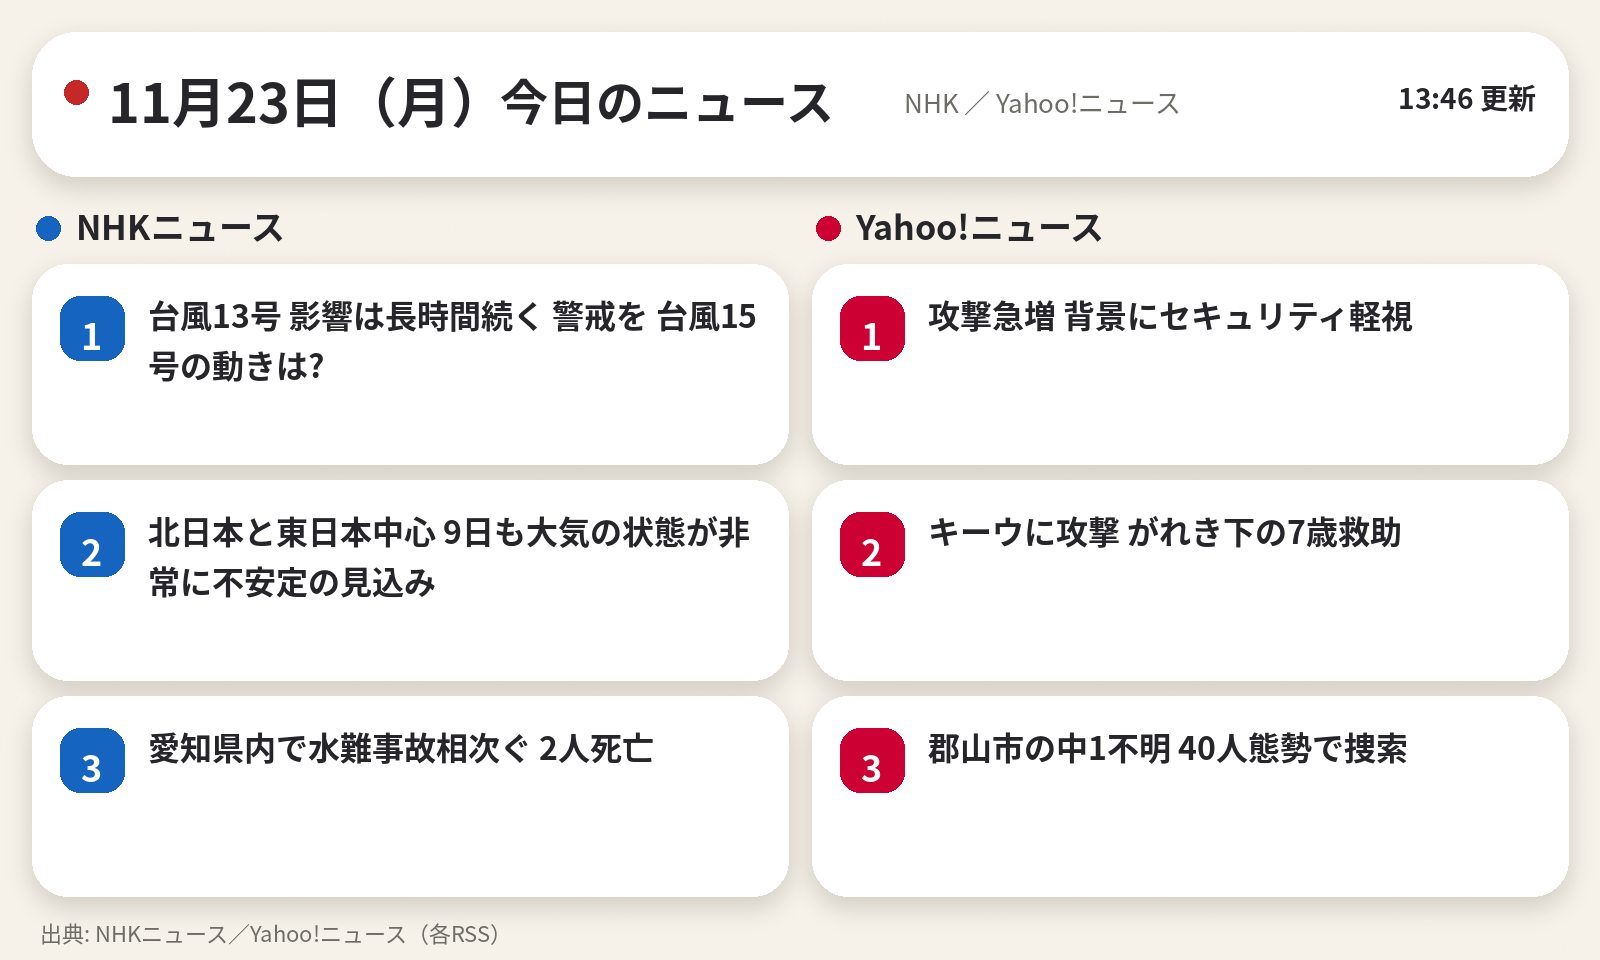 11月23日（月）今日のニュース
NHK ／ Yahoo!ニュース
13:46 更新
NHKニュース
1
台風13号 影響は長時間続く 警戒を 台風15
号の動きは?
2
北日本と東日本中心 9日も大気の状態が非
常に不安定の見込み
3
愛知県内で水難事故相次ぐ 2人死亡
Yahoo!ニュース
1
攻撃急増 背景にセキュリティ軽視
2
キーウに攻撃 がれき下の7歳救助
3
郡山市の中1不明 40人態勢で捜索
出典: NHKニュース／Yahoo!ニュース（各RSS）